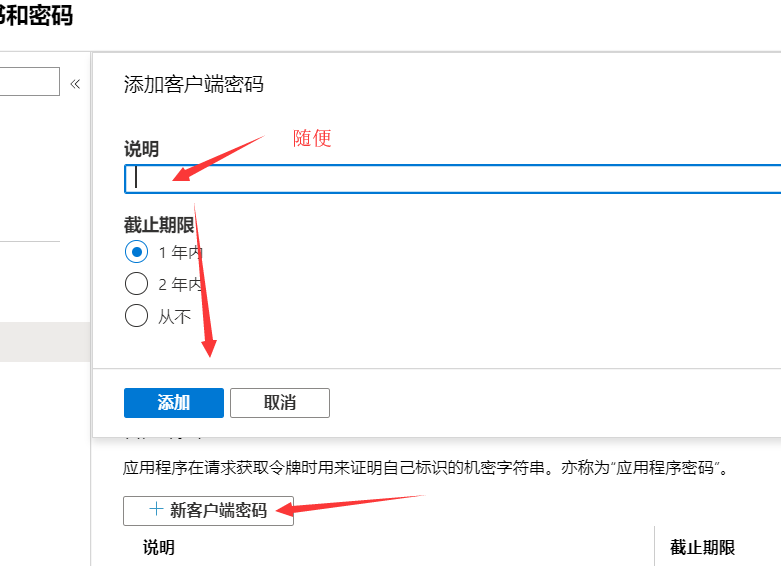 和密码
«
添加客户端密码
随便
说明
截止期限
1 年内
2 年内
从不
添加
取消
应用程序在请求获取令牌时用来证明自己标识的机密字符串。亦称为“应用程序密码”。
+ 新客户端密码
说明
截止期限